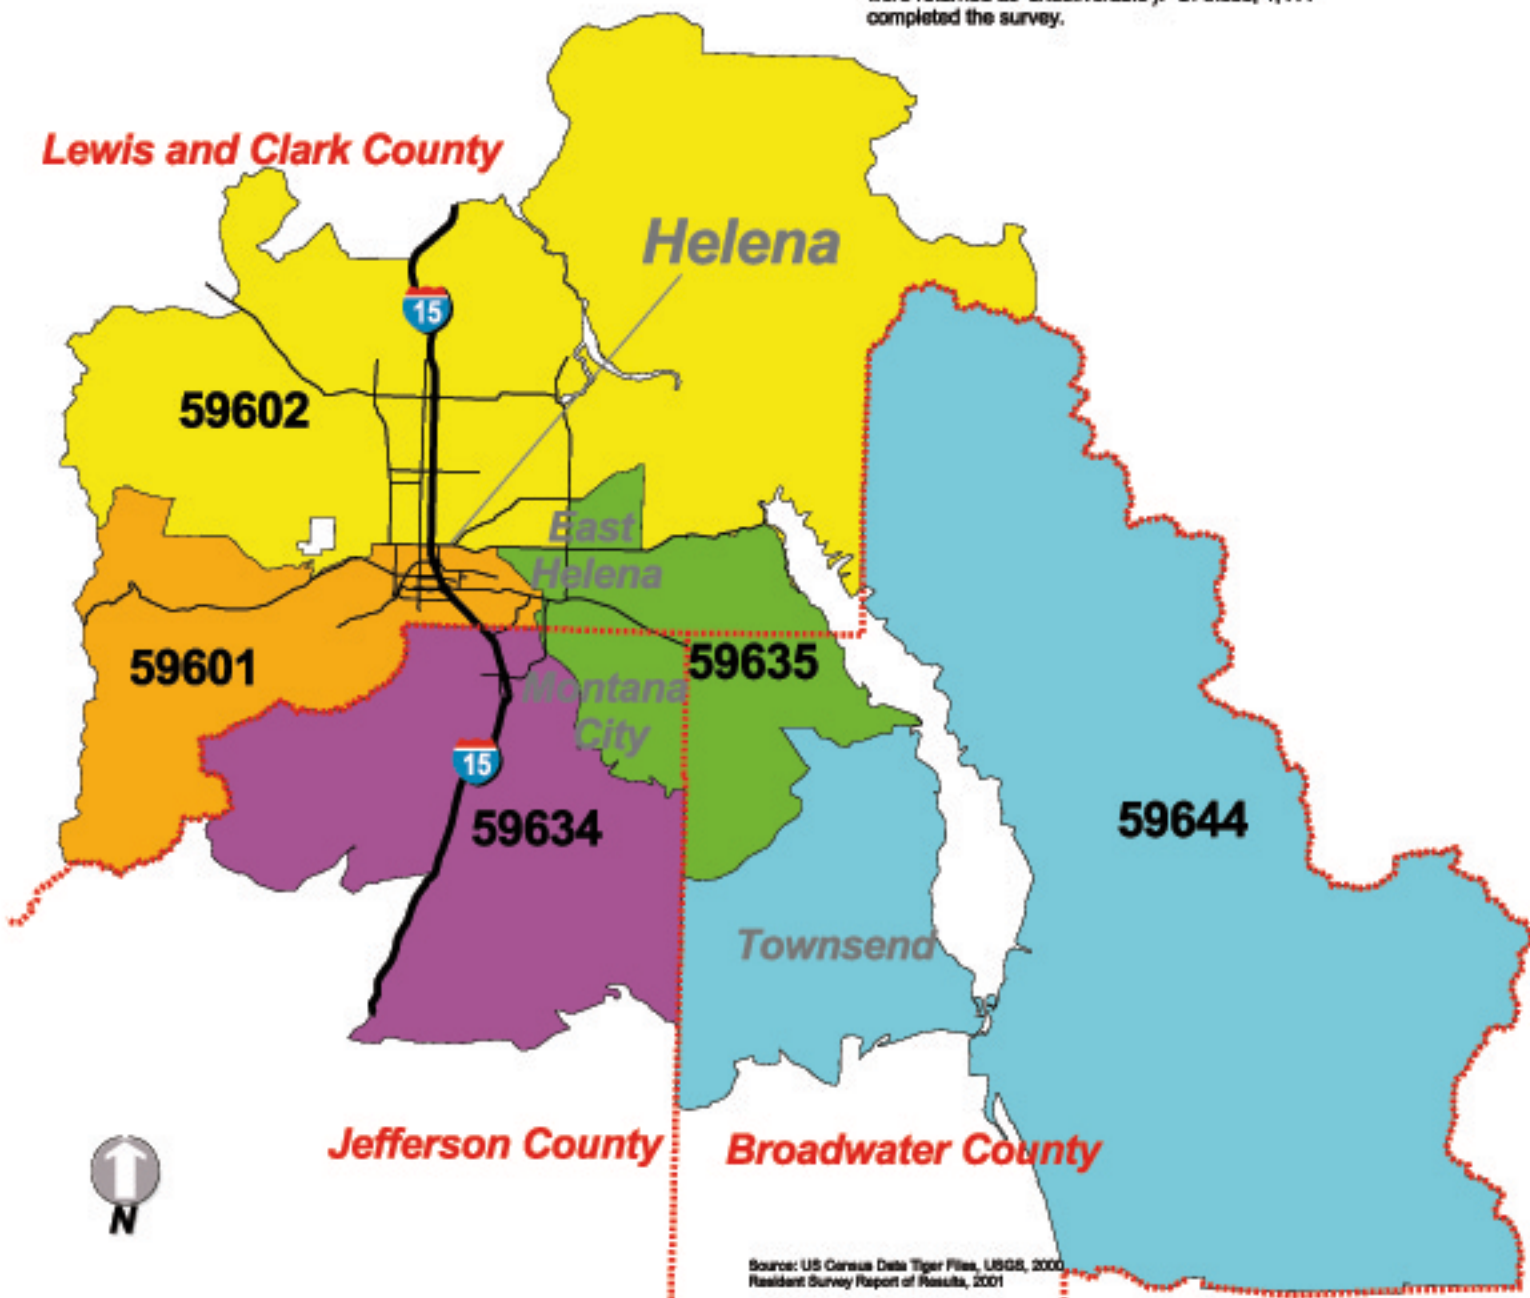 completed the survey.
Lewis and Clark County
Helena
15
59602
East
Helena
59601
59635
Montana
City
15
59634
59644
Townsend
Jefferson County
Broadwater County
N
Source: US Census Data Tiger Files, USGS, 2000
Resident Survey Report of Results, 2001